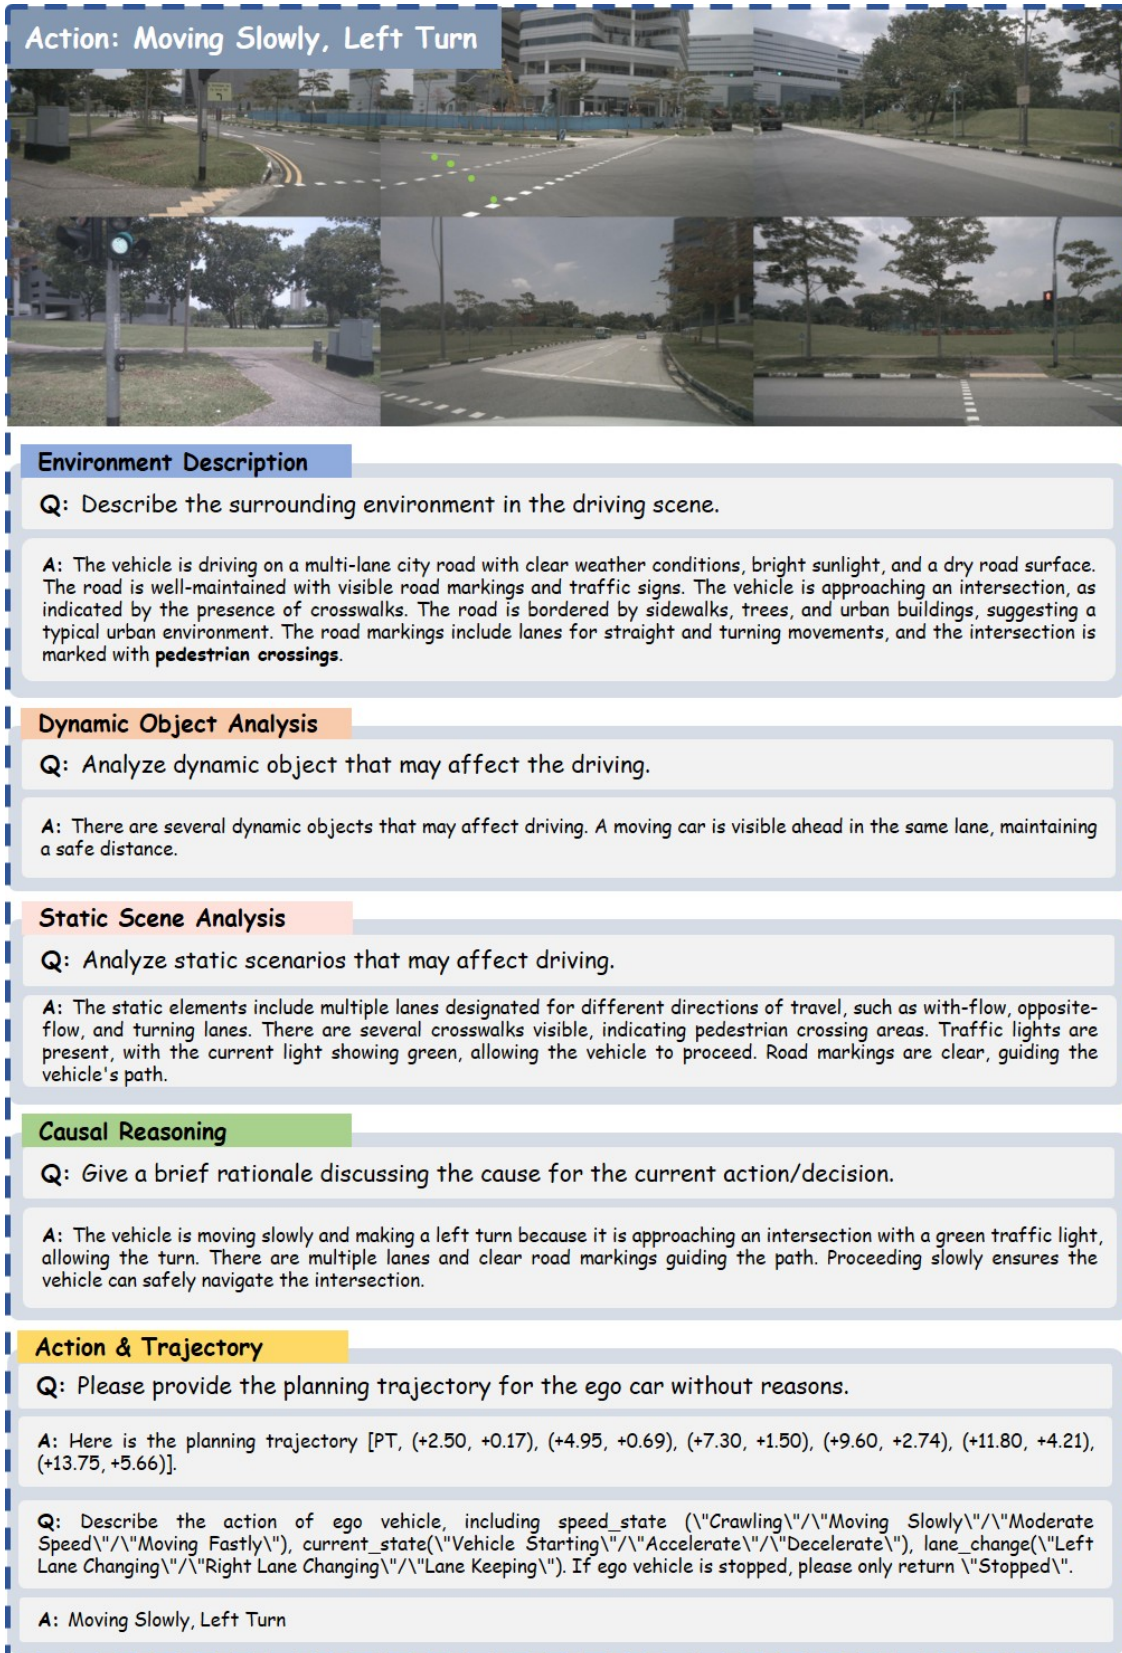 Action: Moving Slowly, Left Turn
Environment Description
Q: Describe the surrounding environment in the driving scene.
A: The vehicle is driving on a multi-lane city road with clear weather conditions, bright sunlight, and a dry road surface.
The road is well-maintained with visible road markings and traffic signs. The vehicle is approaching an intersection, as
indicated by the presence of crosswalks. The road is bordered by sidewalks, trees, and urban buildings, suggesting a
typical urban environment. The road markings include lanes for straight and turning movements, and the intersection is
marked with pedestrian crossings.
Dynamic Object Analysis
Q: Analyze dynamic object that may affect the driving.
A: There are several dynamic objects that may affect driving. A moving car is visible ahead in the same lane, maintaining
a safe distance.
Static Scene Analysis
Q: Analyze static scenarios that may affect driving.
A: The static elements include multiple lanes designated for different directions of travel, such as with-flow, opposite-
flow, and turning lanes. There are several crosswalks visible, indicating pedestrian crossing areas. Traffic lights are
present, with the current light showing green, allowing the vehicle to proceed. Road markings are clear, guiding the
vehicle's path.
Causal Reasoning
Q: Give a brief rationale discussing the cause for the current action/decision.
A: The vehicle is moving slowly and making a left turn because it is approaching an intersection with a green traffic light,
allowing the turn. There are multiple lanes and clear road markings guiding the path. Proceeding slowly ensures the
vehicle can safely navigate the intersection.
Action & Trajectory
Q: Please provide the planning trajectory for the ego car without reasons.
A: Here is the planning trajectory [PT, (+2.50, +0.17), (+4.95, +0.69), (+7.30, +1.50), (+9.60, +2.74), (+11.80, +4.21),
(+13.75, +5.66)].
Q: Describe the action of ego vehicle, including speed_state (\"Crawling\"/\"Moving Slowly\"/\"Moderate
Speed\"/\"Moving Fastly\"), current_state(\"Vehicle Starting\"/\"Accelerate\"/\"Decelerate\"), lane_change(\"Left
Lane Changing\"/\"Right Lane Changing\"/\"Lane Keeping\"). If ego vehicle is stopped, please only return \"Stopped\".
A: Moving Slowly, Left Turn